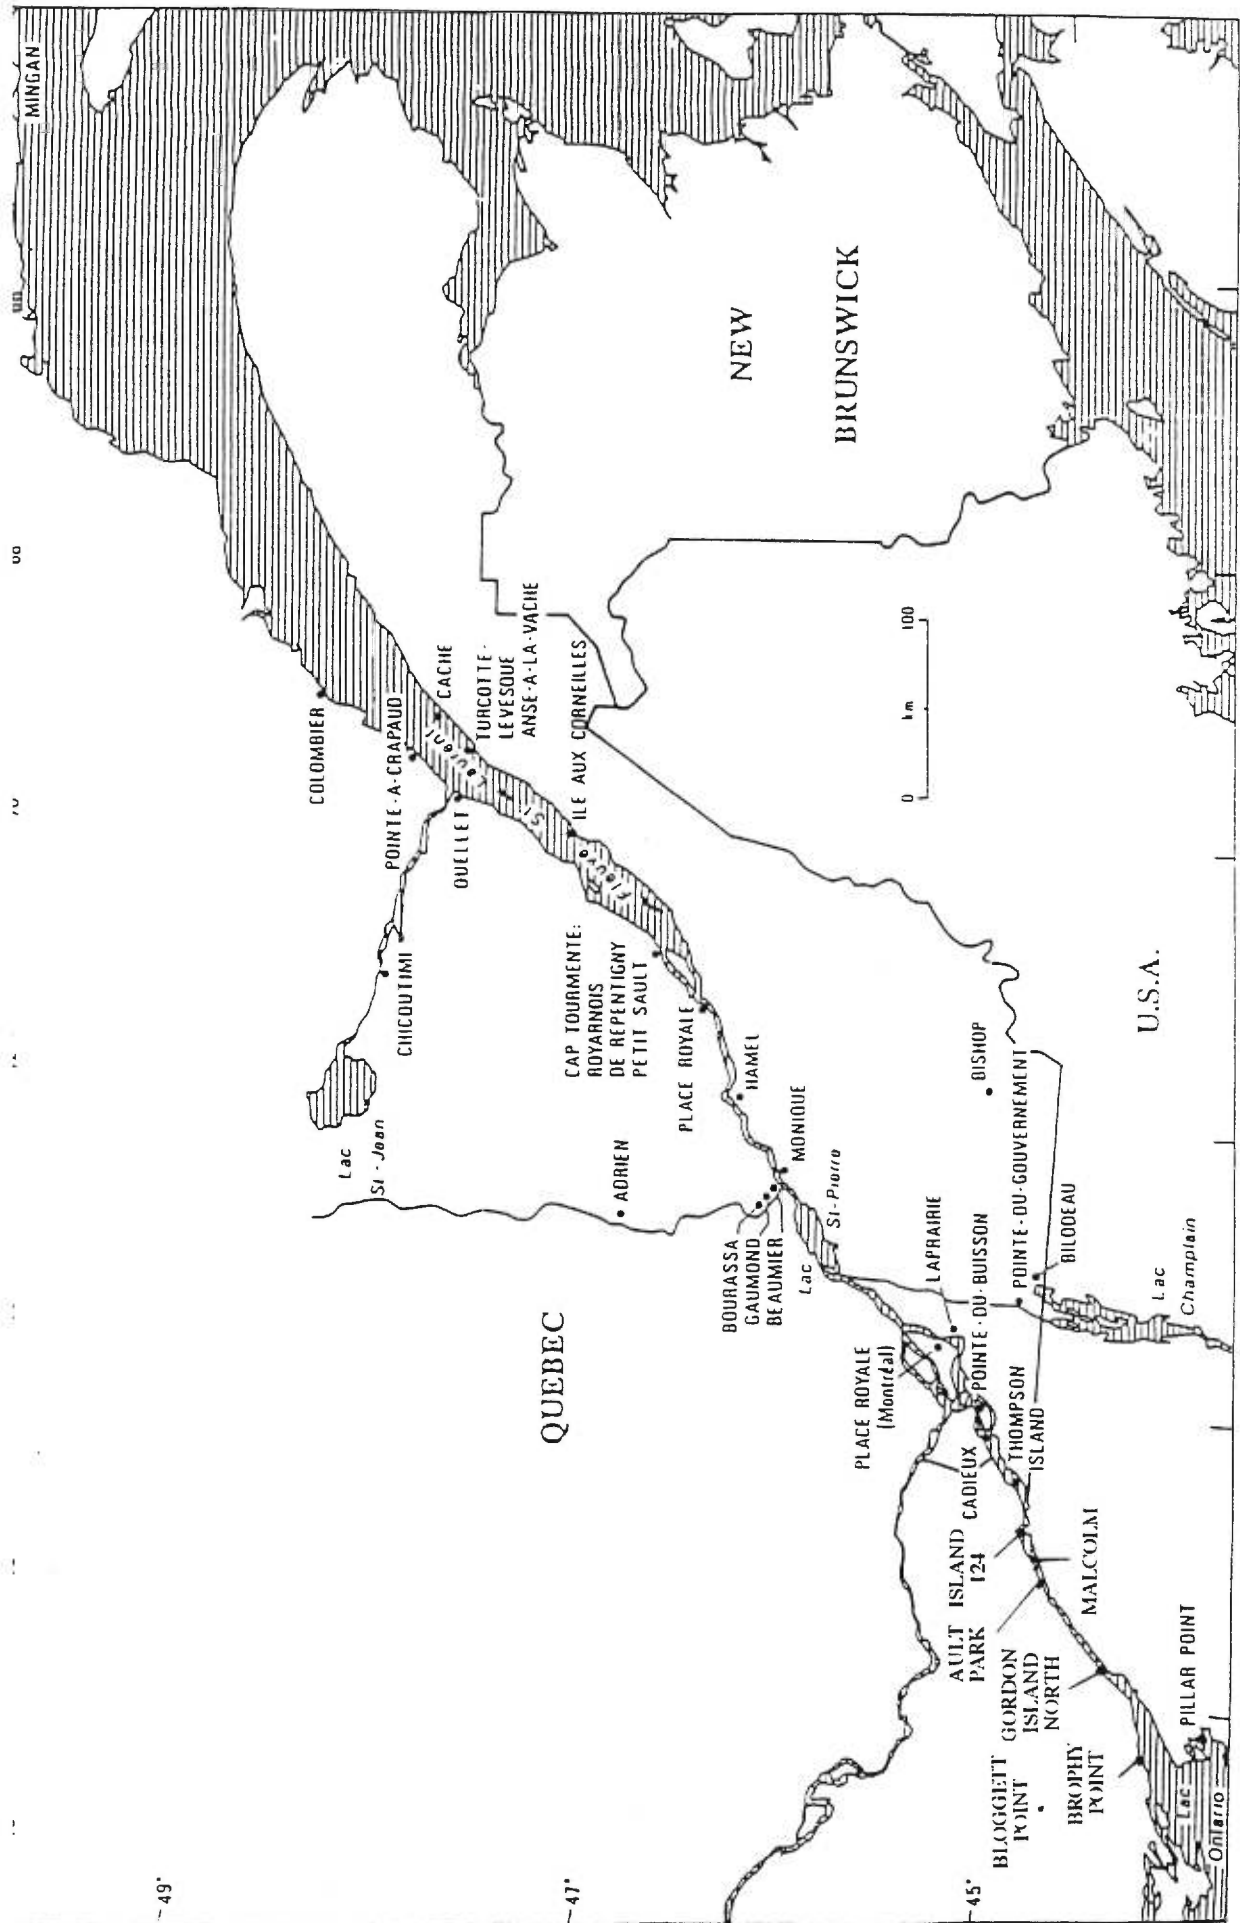 MINGAN
COLOMBIER
POINTE-A-CRAPAUD
CACHE
OUELLET
TURCOTTE-
LEVESQUE
ANSE-A-LA-VACHE
ILE AUX CORNEILLES
CHICOUTIMI
Lac
St-Jean
CAP TOURMENTE:
ROYARNOIS
DE REPENTIGNY
PETIT SAULT
PLACE ROYALE
HAMEL
ADRIEN
MONIQUE
BOURASSA
GAUMOND
BEAUMIER
Lac
St-Pierre
Fleuve
St
Laurent
NEW
BRUNSWICK
QUEBEC
U.S.A.
0 km 100
BISHOP
LAPRAIRIE
PLACE ROYALE
(Montréal)
POINTE-DU-BUISSON
POINTE-DU-GOUVERNEMENT
BILODEAU
Lac
Champlain
CADIEUX
THOMPSON
ISLAND
ISLAND
124
AULT
PARK
MALCOLM
GORDON
ISLAND
NORTH
BLOGGETT
POINT
BROPHY
POINT
PILLAR POINT
Lac
Ontario
49°
47°
45°